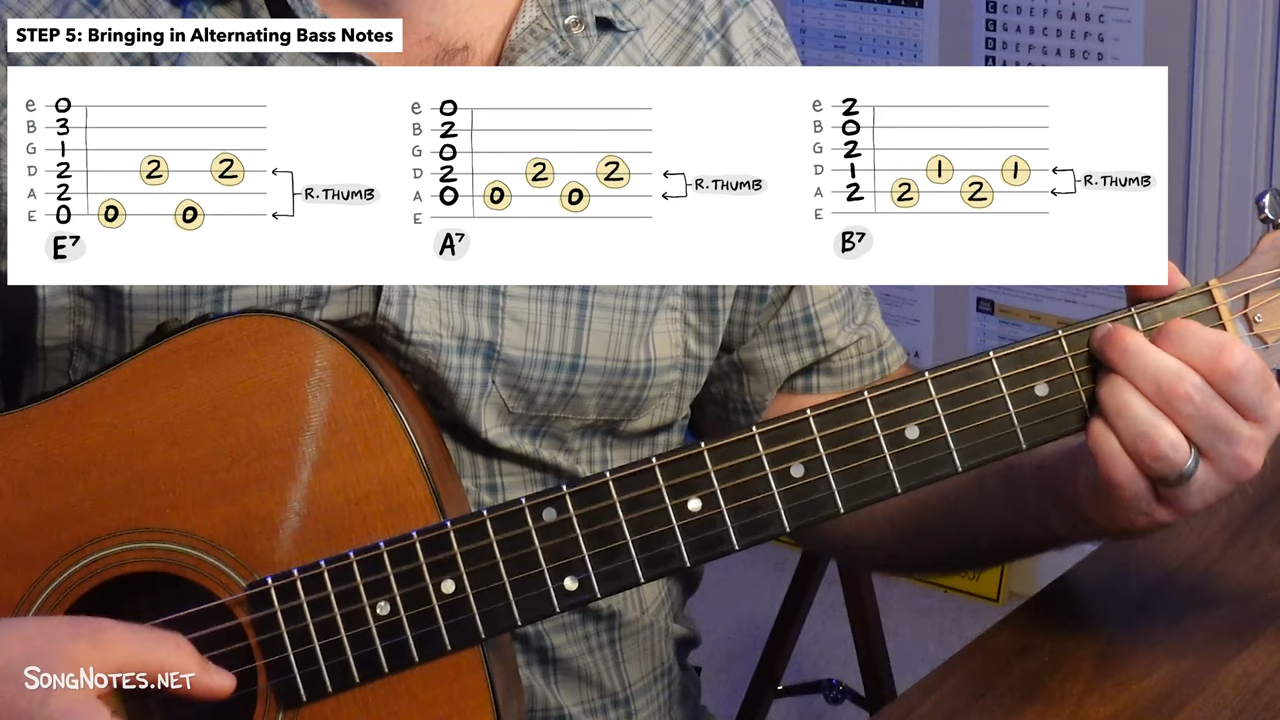 STEP 5: Bringing in Alternating Bass Notes
e 0
B 3
G 1
D 2 2 2
A 2
E 0 0 0
R. THUMB
E7
e 0
B 2
G 0
D 2 2 2
A 0 0 0
E
R. THUMB
A7
e 2
B 0
G 2
D 1 1 1
A 2 2 2
E
R. THUMB
B7
C C D E F G A B C
G
D D E F# G A B C# D
A
SONGNOTES.NET